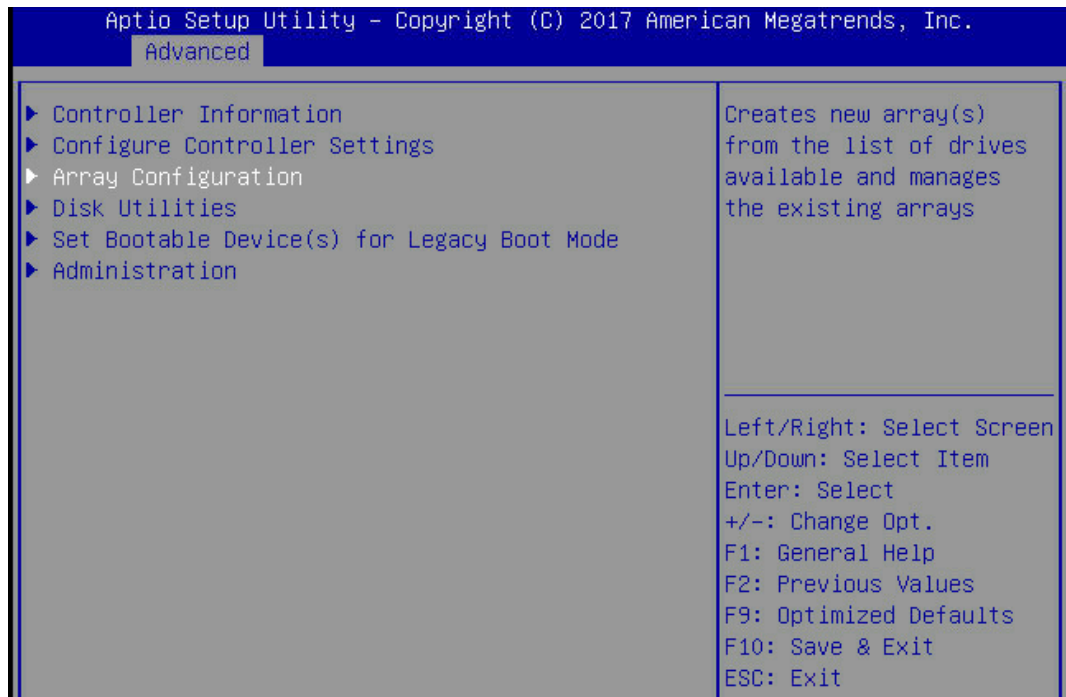 Aptio Setup Utility – Copyright (C) 2017 American Megatrends, Inc.
Advanced
Controller Information
Configure Controller Settings
Array Configuration
Disk Utilities
Set Bootable Device(s) for Legacy Boot Mode
Administration
Creates new array(s)
from the list of drives
available and manages
the existing arrays
Left/Right: Select Screen
Up/Down: Select Item
Enter: Select
+/-: Change Opt.
F1: General Help
F2: Previous Values
F9: Optimized Defaults
F10: Save & Exit
ESC: Exit